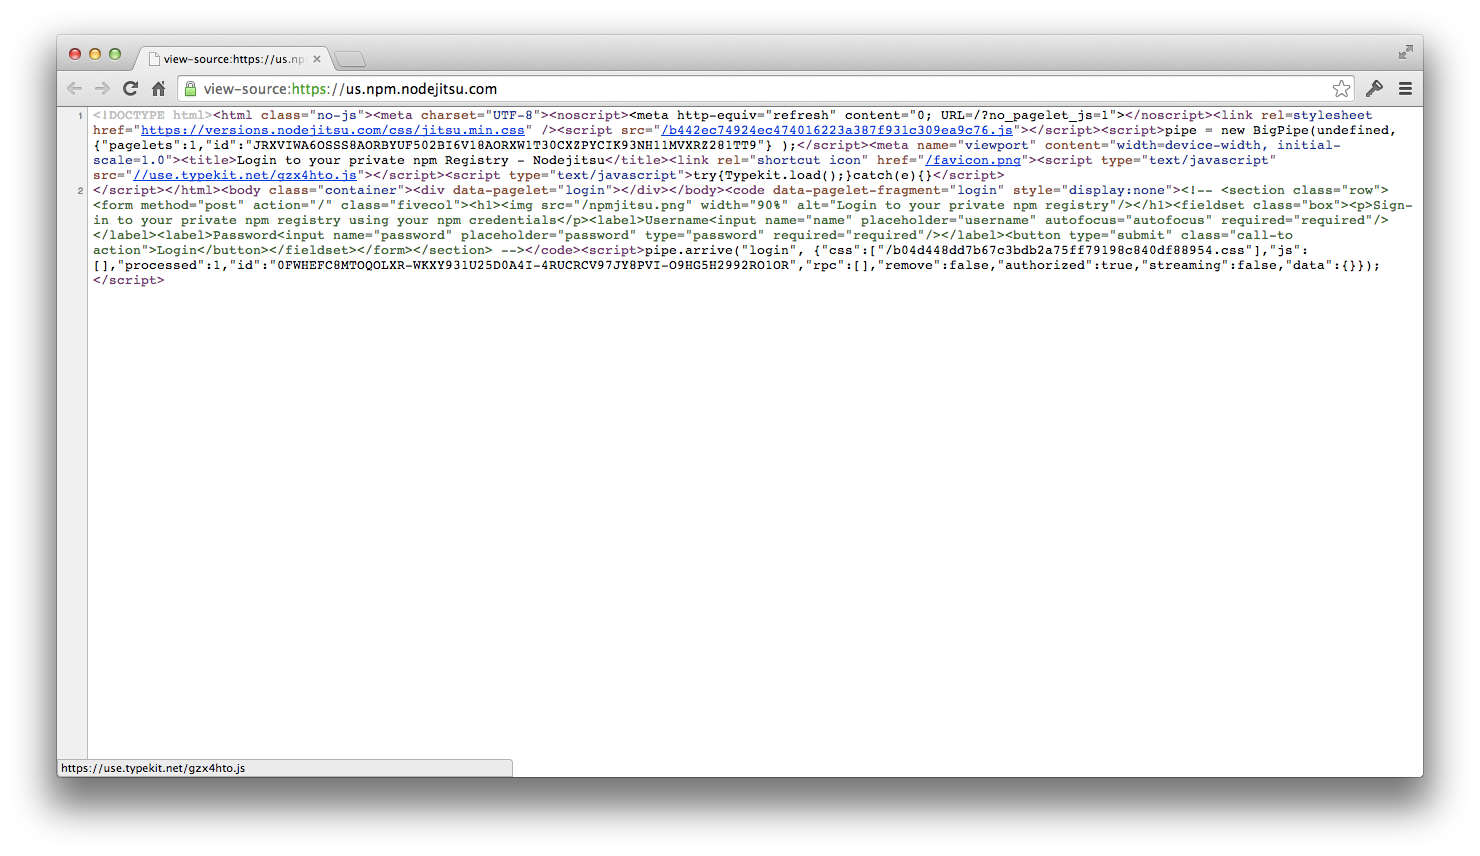 view-source:https://us.np
view-source:https://us.npm.nodejitsu.com
1 <!DOCTYPE html><html class="no-js"><meta charset="UTF-8"><noscript><meta http-equiv="refresh" content="0; URL=/?no_pagelet_js=1"></noscript><link rel=stylesheet
href="https://versions.nodejitsu.com/css/jitsu.min.css" /><script src="/b442ec74924ec474016223a387f931c309ea9c76.js"></script><script>pipe = new BigPipe(undefined,
{"pagelets":1,"id":"JRXVIWA6OSSS8AORBYUF502BI6V18AORXW1T30CXZPYCIK93NH11MVXRZ281TT9"} );</script><meta name="viewport" content="width=device-width, initial-
scale=1.0"><title>Login to your private npm Registry - Nodejitsu</title><link rel="shortcut icon" href="/favicon.png"><script type="text/javascript"
src="//use.typekit.net/gzx4hto.js"></script><script type="text/javascript">try{Typekit.load();}catch(e){}</script>
2 </script></html><body class="container"><div data-pagelet="login"></div></body><code data-pagelet-fragment="login" style="display:none"><!-- <section class="row">
<form method="post" action="/" class="fivecol"><h1><img src="/npmjitsu.png" width="90%" alt="Login to your private npm registry"/></h1><fieldset class="box"><p>Sign-
in to your private npm registry using your npm credentials</p><label>Username<input name="name" placeholder="username" autofocus="autofocus" required="required"/>
</label><label>Password<input name="password" placeholder="password" type="password" required="required"/></label><button type="submit" class="call-to
action">Login</button></fieldset></form></section> --></code><script>pipe.arrive("login", {"css":["/b04d448dd7b67c3bdb2a75ff79198c840df88954.css"],"js":
[],"processed":1,"id":"0FWHEFC8MTOQOLXR-WKXY931U25D0A4I-4RUCRCV97JY8PVI-O9HG5H2992RO1OR","rpc":[],"remove":false,"authorized":true,"streaming":false,"data":{}});
</script>
https://use.typekit.net/gzx4hto.js